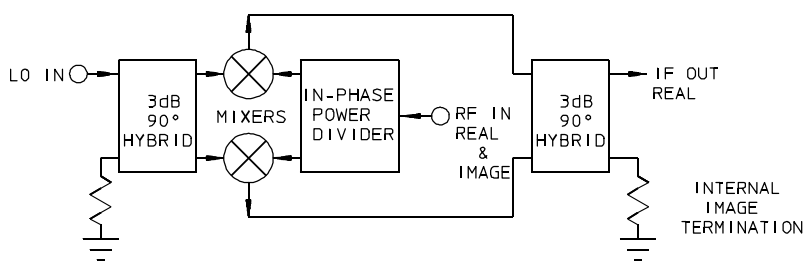 LO IN
3dB
90°
HYBRID
MIXERS
IN-PHASE
POWER
DIVIDER
RF IN
REAL
&
IMAGE
3dB
90°
HYBRID
IF OUT
REAL
INTERNAL
IMAGE
TERMINATION